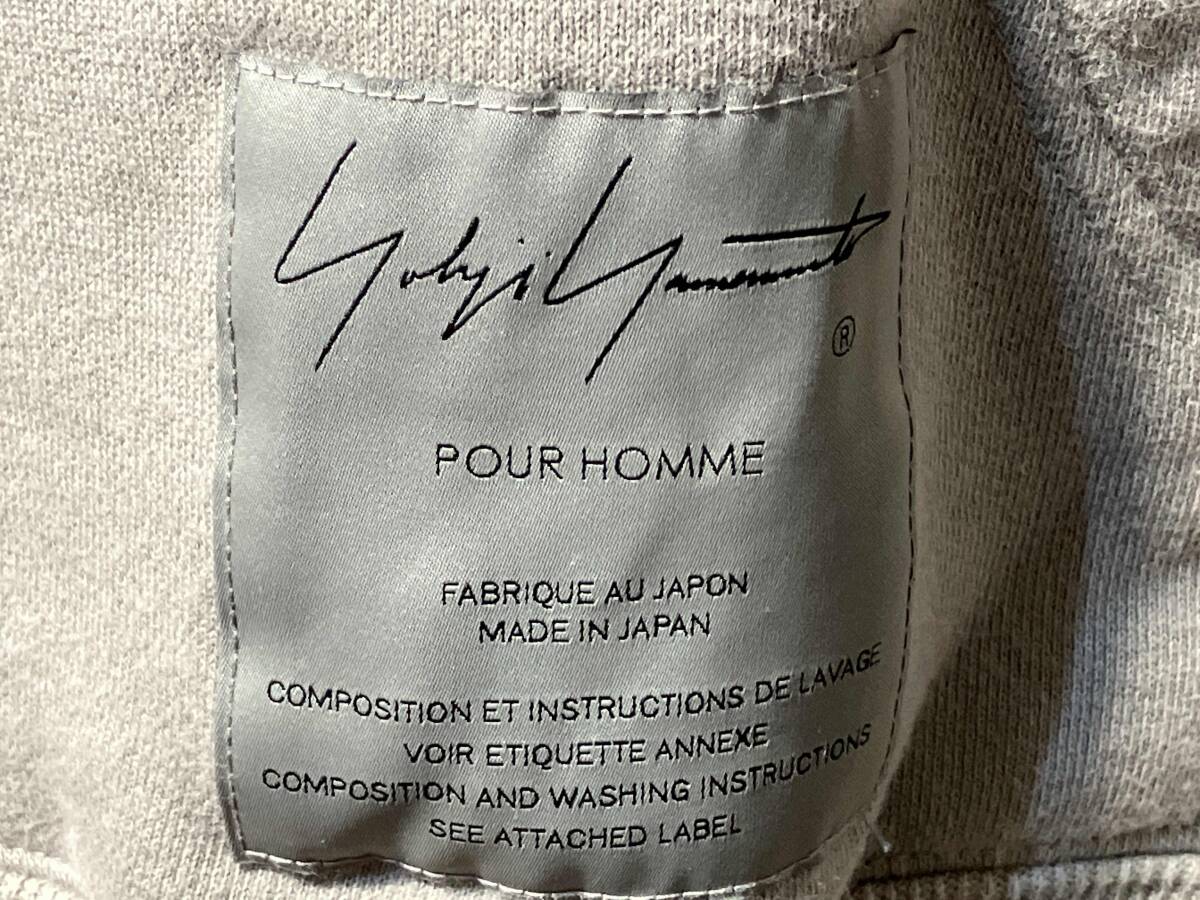 Yohji Yamamoto
®
POUR HOMME
FABRIQUE AU JAPON
MADE IN JAPAN
COMPOSITION ET INSTRUCTIONS DE LAVAGE
VOIR ETIQUETTE ANNEXE
COMPOSITION AND WASHING INSTRUCTIONS
SEE ATTACHED LABEL